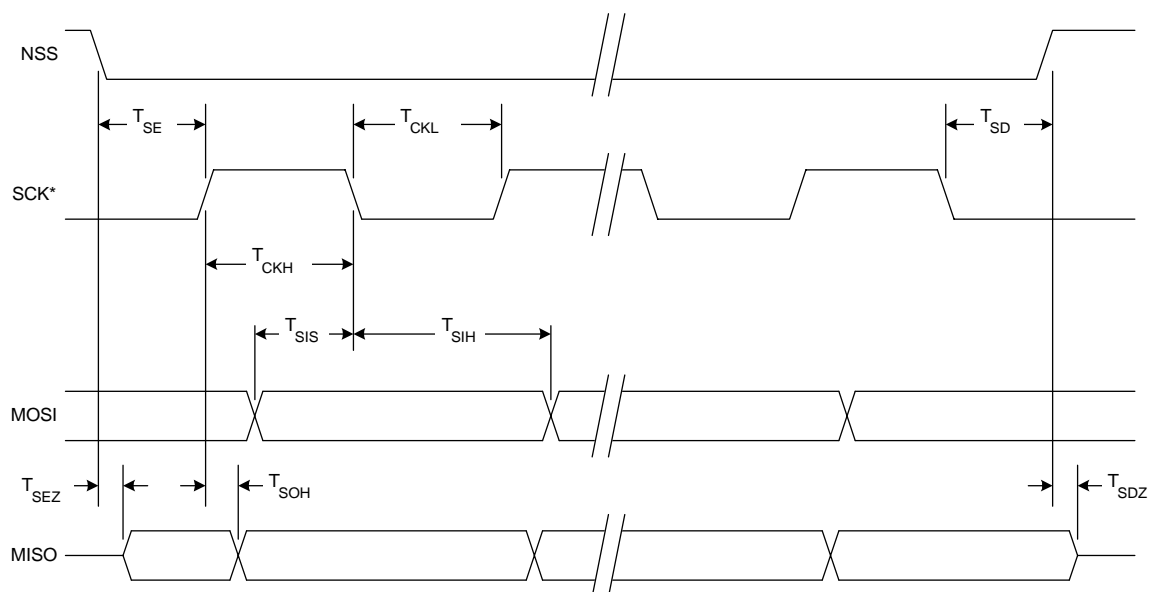 NSS
T_SE
T_CKL
T_SD
SCK*
T_CKH
T_SIS
T_SIH
MOSI
T_SEZ
T_SOH
T_SDZ
MISO